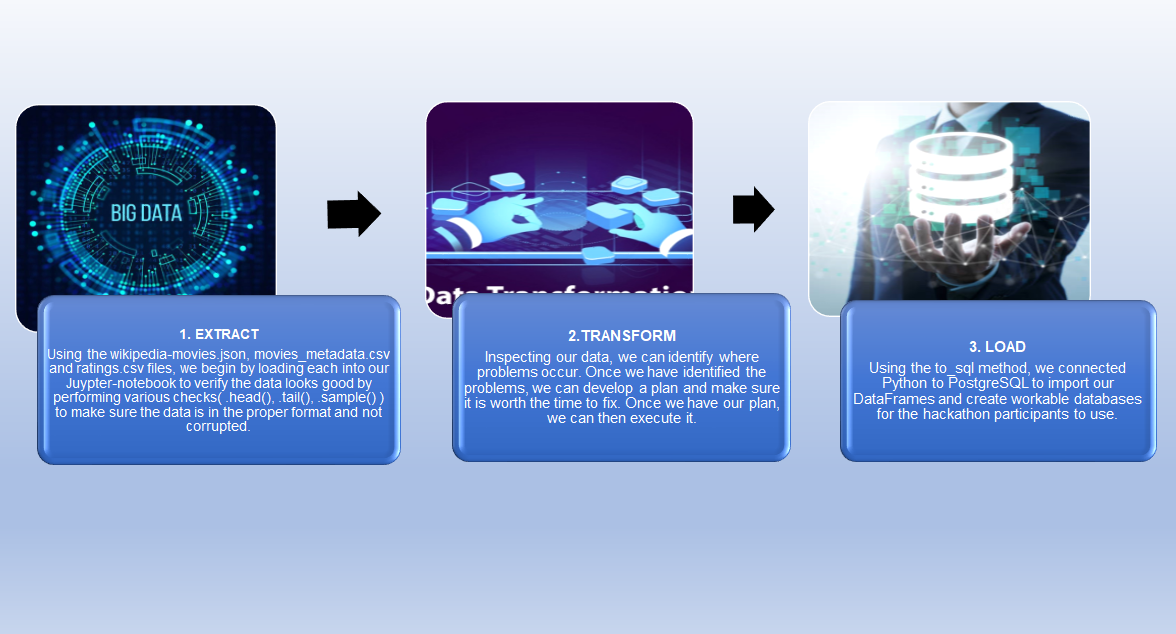 BIG DATA
Data Transformation
1. EXTRACT
Using the wikipedia-movies.json, movies_metadata.csv
and ratings.csv files, we begin by loading each into our
Juypter-notebook to verify the data looks good by
performing various checks( .head(), .tail(), .sample() )
to make sure the data is in the proper format and not
corrupted.
2.TRANSFORM
Inspecting our data, we can identify where
problems occur. Once we have identified the
problems, we can develop a plan and make sure
it is worth the time to fix. Once we have our plan,
we can then execute it.
3. LOAD
Using the to_sql method, we connected
Python to PostgreSQL to import our
DataFrames and create workable databases
for the hackathon participants to use.